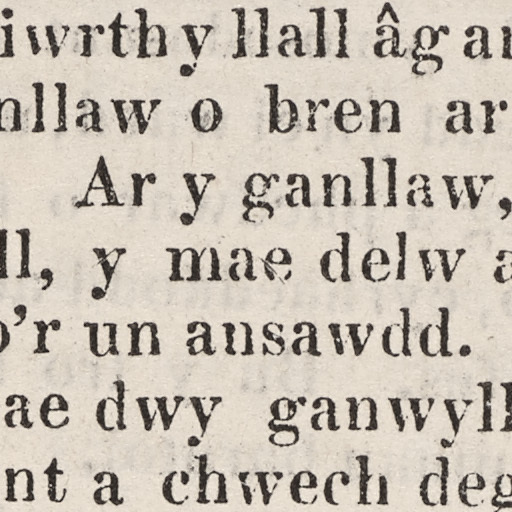 iwrth y llall âg ar
nllaw o bren ar
Ar y ganllaw,
ll, y mae delw a
o'r un ansawdd.
ae dwy ganwyll
nt a chwech deg